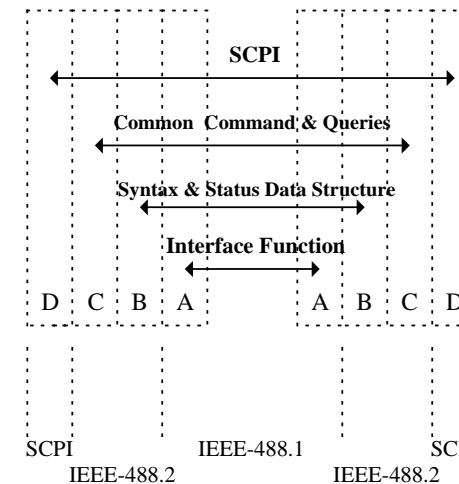 SCPI
Common Command & Queries
Syntax & Status Data Structure
Interface Function
D C B A A B C D
SCPI IEEE-488.1 SC
IEEE-488.2 IEEE-488.2